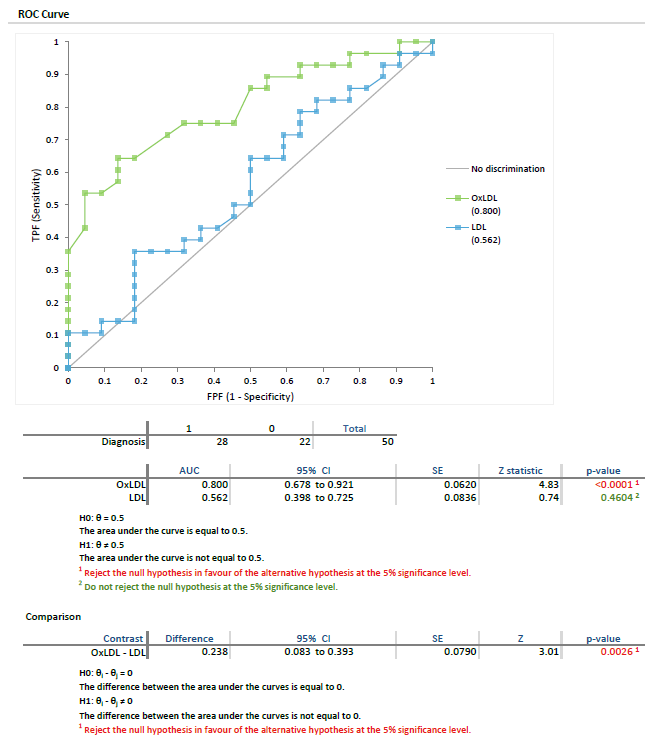 ROC Curve
1
0.9
0.8
0.7
0.6
0.5
0.4
0.3
0.2
0.1
0
TPF (Sensitivity)
0 0.1 0.2 0.3 0.4 0.5 0.6 0.7 0.8 0.9 1
FPF (1 - Specificity)
No discrimination
OxLDL
(0.800)
LDL
(0.562)
1 0 Total
Diagnosis 28 22 50
AUC 95% CI SE Z statistic p-value
OxLDL 0.800 0.678 to 0.921 0.0620 4.83 <0.0001 ¹
LDL 0.562 0.398 to 0.725 0.0836 0.74 0.4604 ²
H0: θ = 0.5
The area under the curve is equal to 0.5.
H1: θ ≠ 0.5
The area under the curve is not equal to 0.5.
¹ Reject the null hypothesis in favour of the alternative hypothesis at the 5% significance level.
² Do not reject the null hypothesis at the 5% significance level.
Comparison
Contrast Difference 95% CI SE Z p-value
OxLDL - LDL 0.238 0.083 to 0.393 0.0790 3.01 0.0026 ¹
H0: θᵢ - θⱼ = 0
The difference between the area under the curves is equal to 0.
H1: θᵢ - θⱼ ≠ 0
The difference between the area under the curves is not equal to 0.
¹ Reject the null hypothesis in favour of the alternative hypothesis at the 5% significance level.